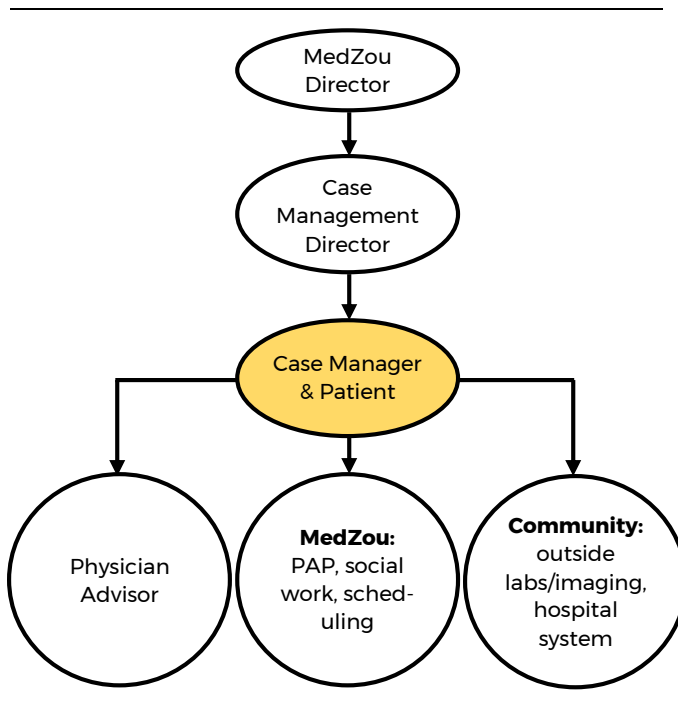 MedZou
Director
Case
Management
Director
Case Manager
& Patient
Physician
Advisor
MedZou:
PAP, social
work, sched-
uling
Community:
outside
labs/imaging,
hospital
system